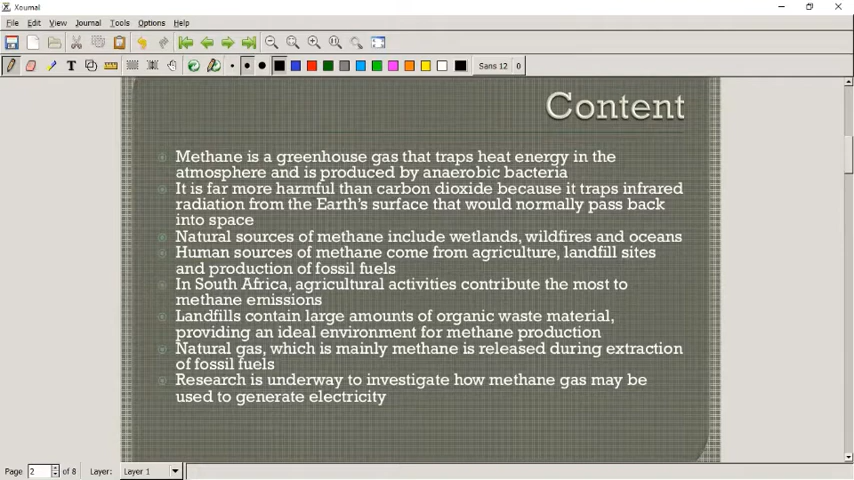 Xournal
File Edit View Journal Tools Options Help
Sans 12 0
Content
Methane is a greenhouse gas that traps heat energy in the
atmosphere and is produced by anaerobic bacteria
It is far more harmful than carbon dioxide because it traps infrared
radiation from the Earth's surface that would normally pass back
into space
Natural sources of methane include wetlands, wildfires and oceans
Human sources of methane come from agriculture, landfill sites
and production of fossil fuels
In South Africa, agricultural activities contribute the most to
methane emissions
Landfills contain large amounts of organic waste material,
providing an ideal environment for methane production
Natural gas, which is mainly methane is released during extraction
of fossil fuels
Research is underway to investigate how methane gas may be
used to generate electricity
Page 2 of 8 Layer: Layer 1